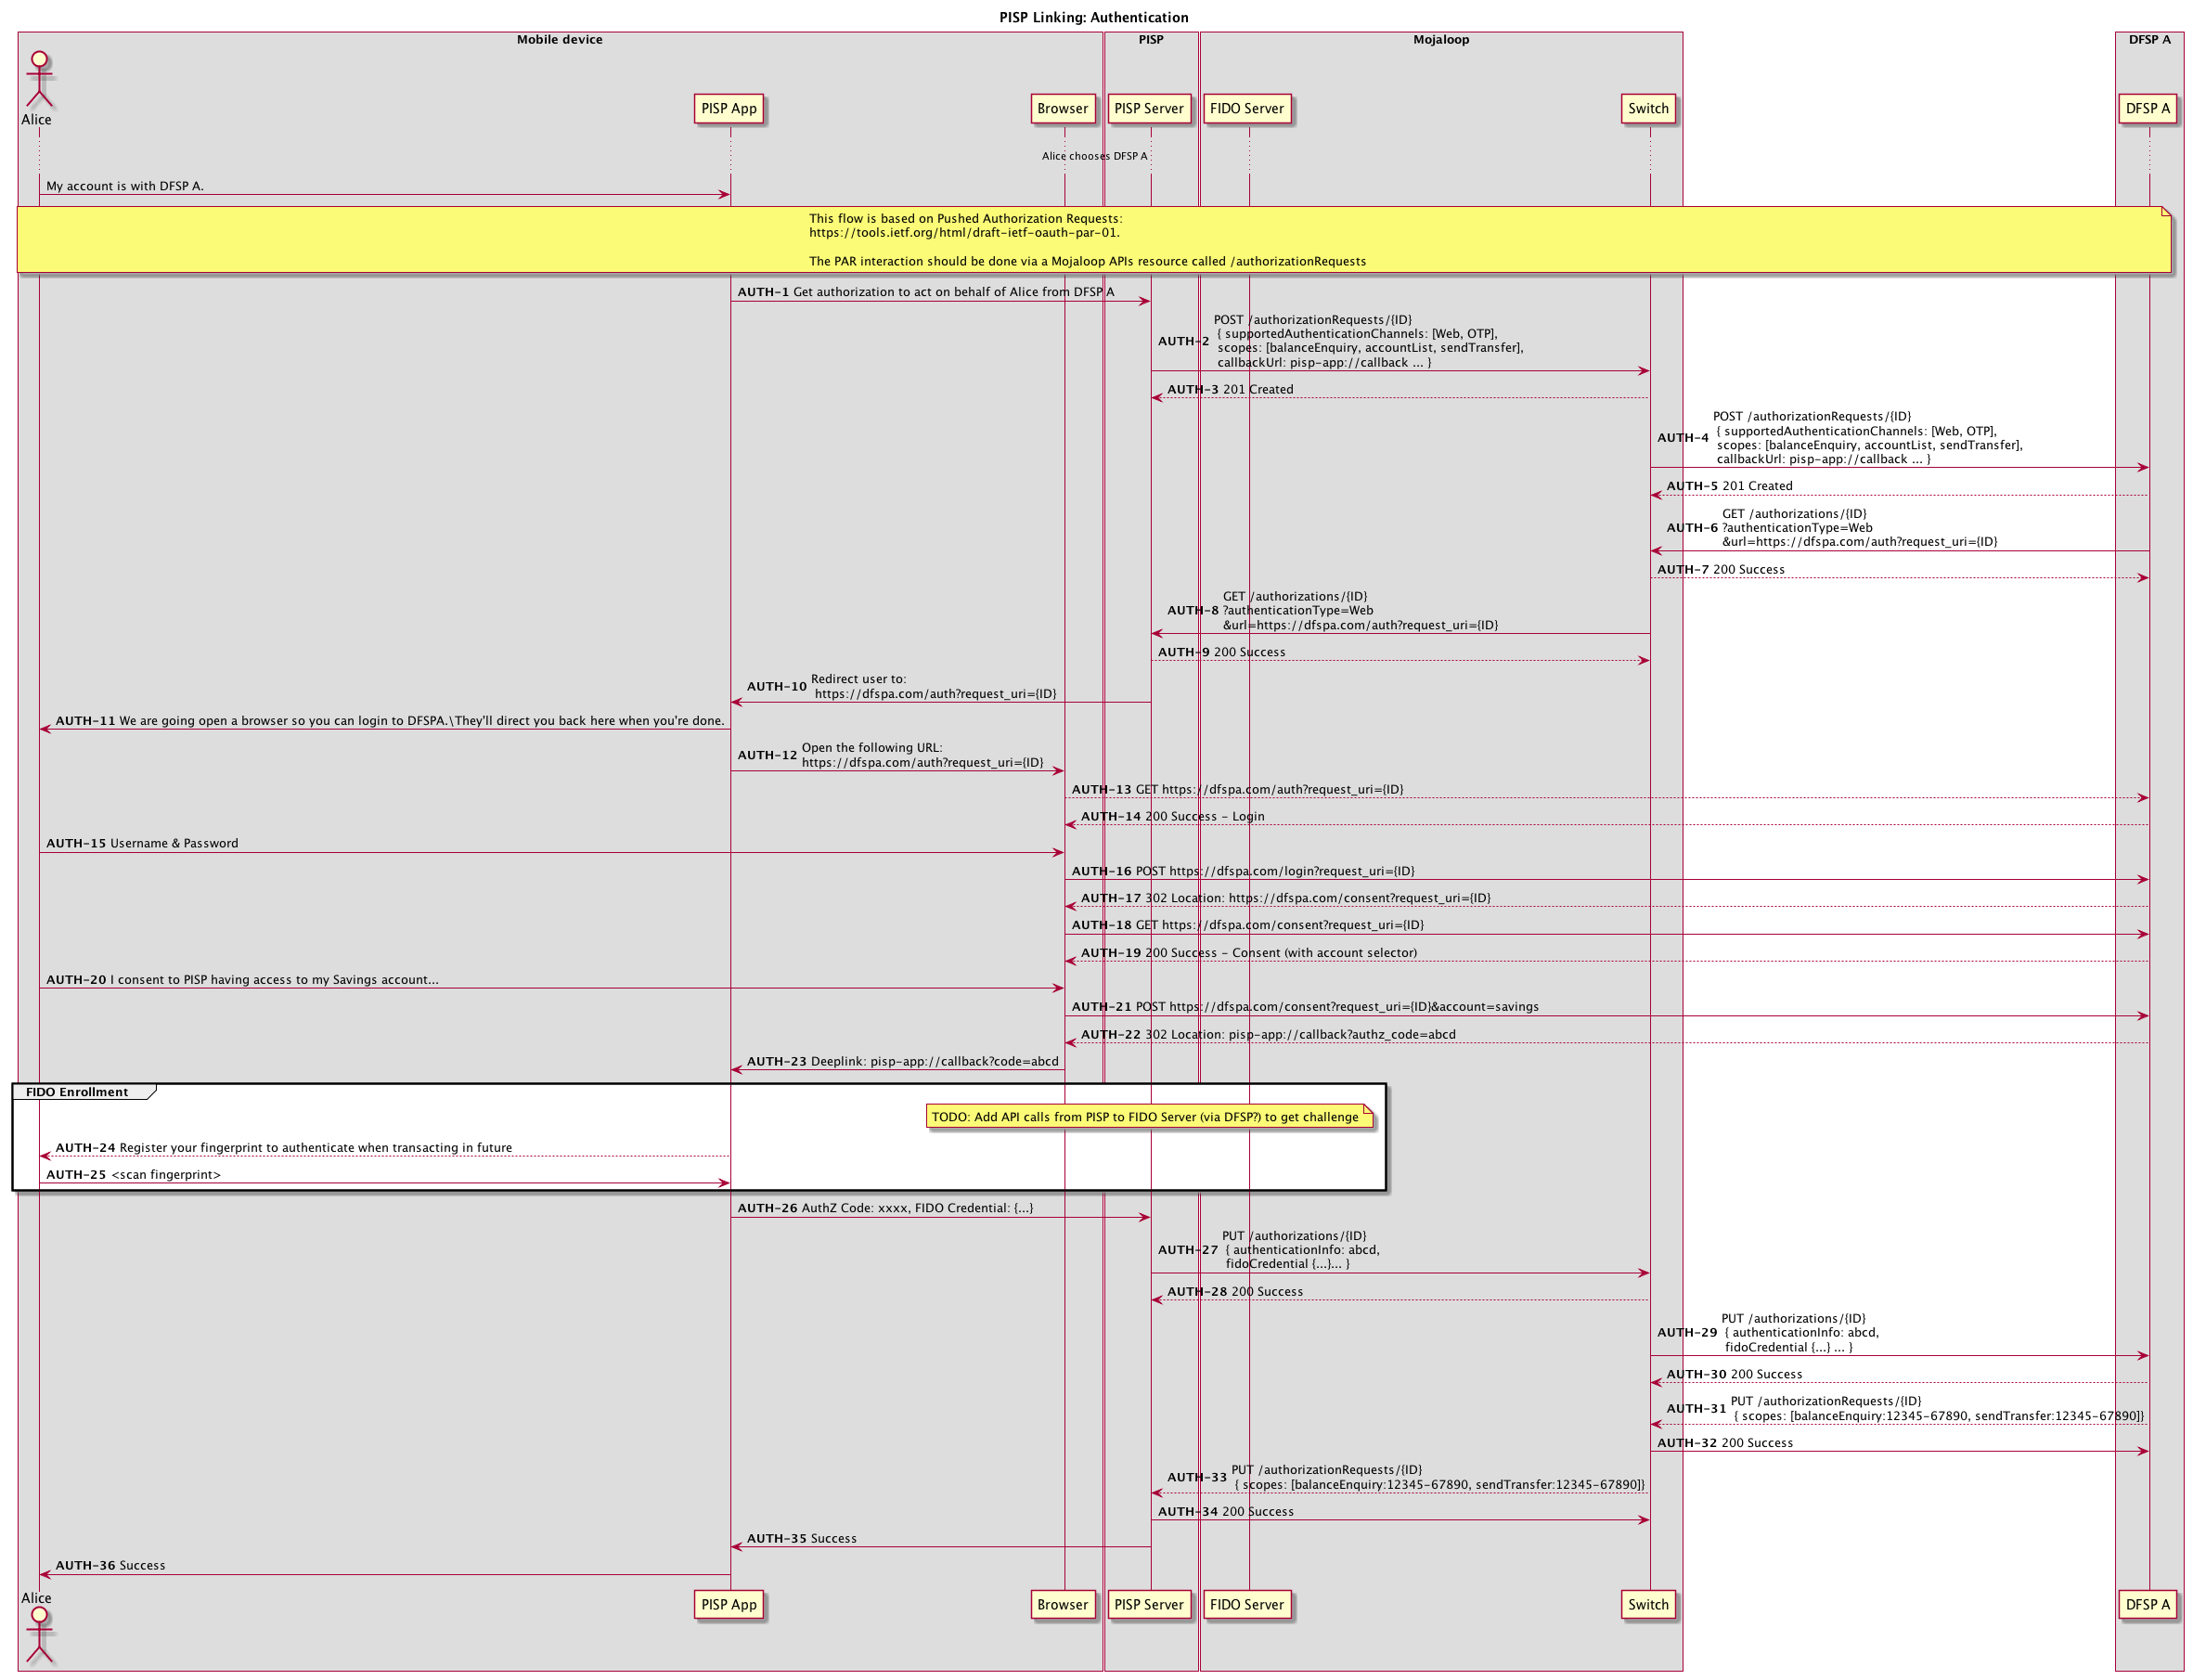 PISP Linking: Authentication
Mobile device
PISP
Mojaloop
DFSP A
Alice
PISP App
Browser
PISP Server
FIDO Server
Switch
DFSP A
Alice chooses DFSP A
My account is with DFSP A.
This flow is based on Pushed Authorization Requests:
https://tools.ietf.org/html/draft-ietf-oauth-par-01.
The PAR interaction should be done via a Mojaloop APIs resource called /authorizationRequests
AUTH-1 Get authorization to act on behalf of Alice from DFSP A
POST /authorizationRequests/{ID}
AUTH-2 { supportedAuthenticationChannels: [Web, OTP],
scopes: [balanceEnquiry, accountList, sendTransfer],
callbackUrl: pisp-app://callback ... }
AUTH-3 201 Created
POST /authorizationRequests/{ID}
AUTH-4 { supportedAuthenticationChannels: [Web, OTP],
scopes: [balanceEnquiry, accountList, sendTransfer],
callbackUrl: pisp-app://callback ... }
AUTH-5 201 Created
GET /authorizations/{ID}
AUTH-6 ?authenticationType=Web
&url=https://dfspa.com/auth?request_uri={ID}
AUTH-7 200 Success
GET /authorizations/{ID}
AUTH-8 ?authenticationType=Web
&url=https://dfspa.com/auth?request_uri={ID}
AUTH-9 200 Success
AUTH-10 Redirect user to:
https://dfspa.com/auth?request_uri={ID}
AUTH-11 We are going open a browser so you can login to DFSPA.\They'll direct you back here when you're done.
AUTH-12 Open the following URL:
https://dfspa.com/auth?request_uri={ID}
AUTH-13 GET https://dfspa.com/auth?request_uri={ID}
AUTH-14 200 Success - Login
AUTH-15 Username & Password
AUTH-16 POST https://dfspa.com/login?request_uri={ID}
AUTH-17 302 Location: https://dfspa.com/consent?request_uri={ID}
AUTH-18 GET https://dfspa.com/consent?request_uri={ID}
AUTH-19 200 Success - Consent (with account selector)
AUTH-20 I consent to PISP having access to my Savings account...
AUTH-21 POST https://dfspa.com/consent?request_uri={ID}&account=savings
AUTH-22 302 Location: pisp-app://callback?authz_code=abcd
AUTH-23 Deeplink: pisp-app://callback?code=abcd
FIDO Enrollment
TODO: Add API calls from PISP to FIDO Server (via DFSP?) to get challenge
AUTH-24 Register your fingerprint to authenticate when transacting in future
AUTH-25 <scan fingerprint>
AUTH-26 AuthZ Code: xxxx, FIDO Credential: {...}
PUT /authorizations/{ID}
AUTH-27 { authenticationInfo: abcd,
fidoCredential {...}... }
AUTH-28 200 Success
PUT /authorizations/{ID}
AUTH-29 { authenticationInfo: abcd,
fidoCredential {...} ... }
AUTH-30 200 Success
AUTH-31 PUT /authorizationRequests/{ID}
{ scopes: [balanceEnquiry:12345-67890, sendTransfer:12345-67890]}
AUTH-32 200 Success
AUTH-33 PUT /authorizationRequests/{ID}
{ scopes: [balanceEnquiry:12345-67890, sendTransfer:12345-67890]}
AUTH-34 200 Success
AUTH-35 Success
AUTH-36 Success
Alice
PISP App
Browser
PISP Server
FIDO Server
Switch
DFSP A